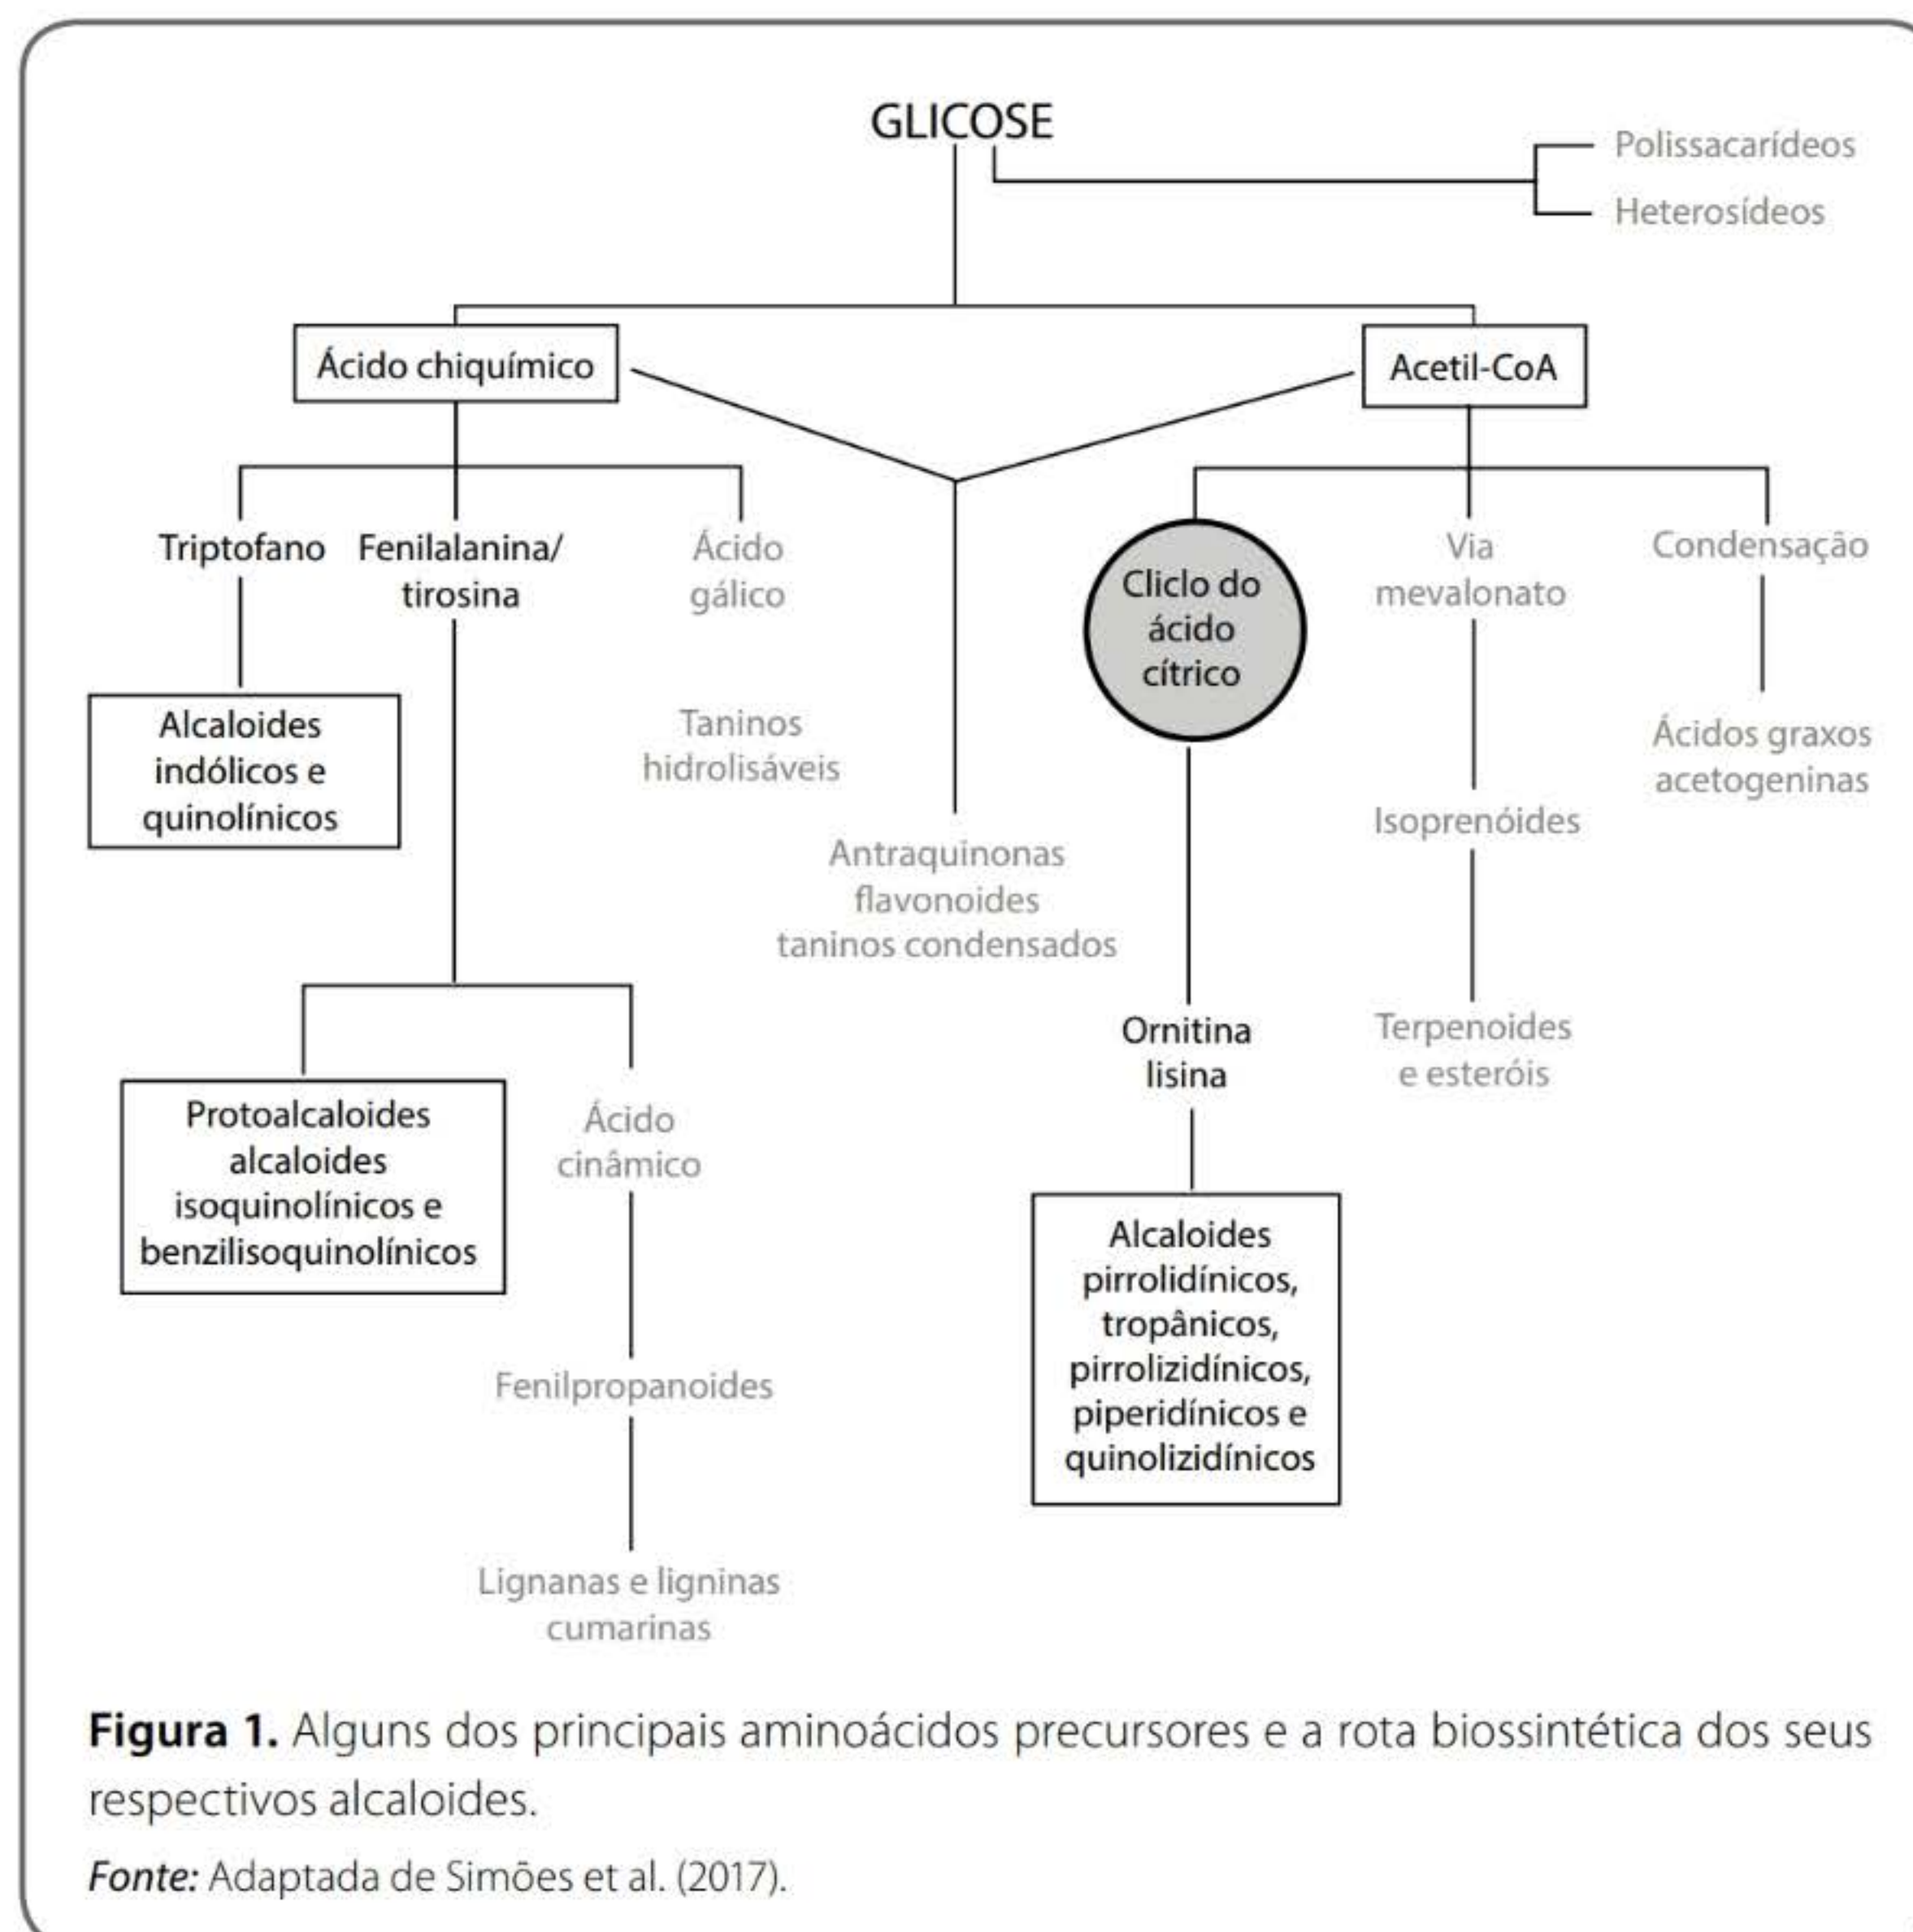 GLICOSE
Polissacarídeos
Heterosídeos
Ácido chiquímico
Acetil-CoA
Triptofano
Fenilalanina/
tirosina
Ácido
gálico
Cliclo do
ácido
cítrico
Via
mevalonato
Condensação
Alcaloides
indólicos e
quinolínicos
Taninos
hidrolisáveis
Ácidos graxos
acetogeninas
Antraquinonas
flavonoides
taninos condensados
Isoprenóides
Ornitina
lisina
Terpenoides
e esteróis
Protoalcaloides
alcaloides
isoquinolínicos e
benzilisoquinolínicos
Ácido
cinâmico
Alcaloides
pirrolidínicos,
tropânicos,
pirrolizidínicos,
piperidínicos e
quinolizidínicos
Fenilpropanoides
Lignanas e ligninas
cumarinas
Figura 1. Alguns dos principais aminoácidos precursores e a rota biossintética dos seus
respectivos alcaloides.
Fonte: Adaptada de Simões et al. (2017).